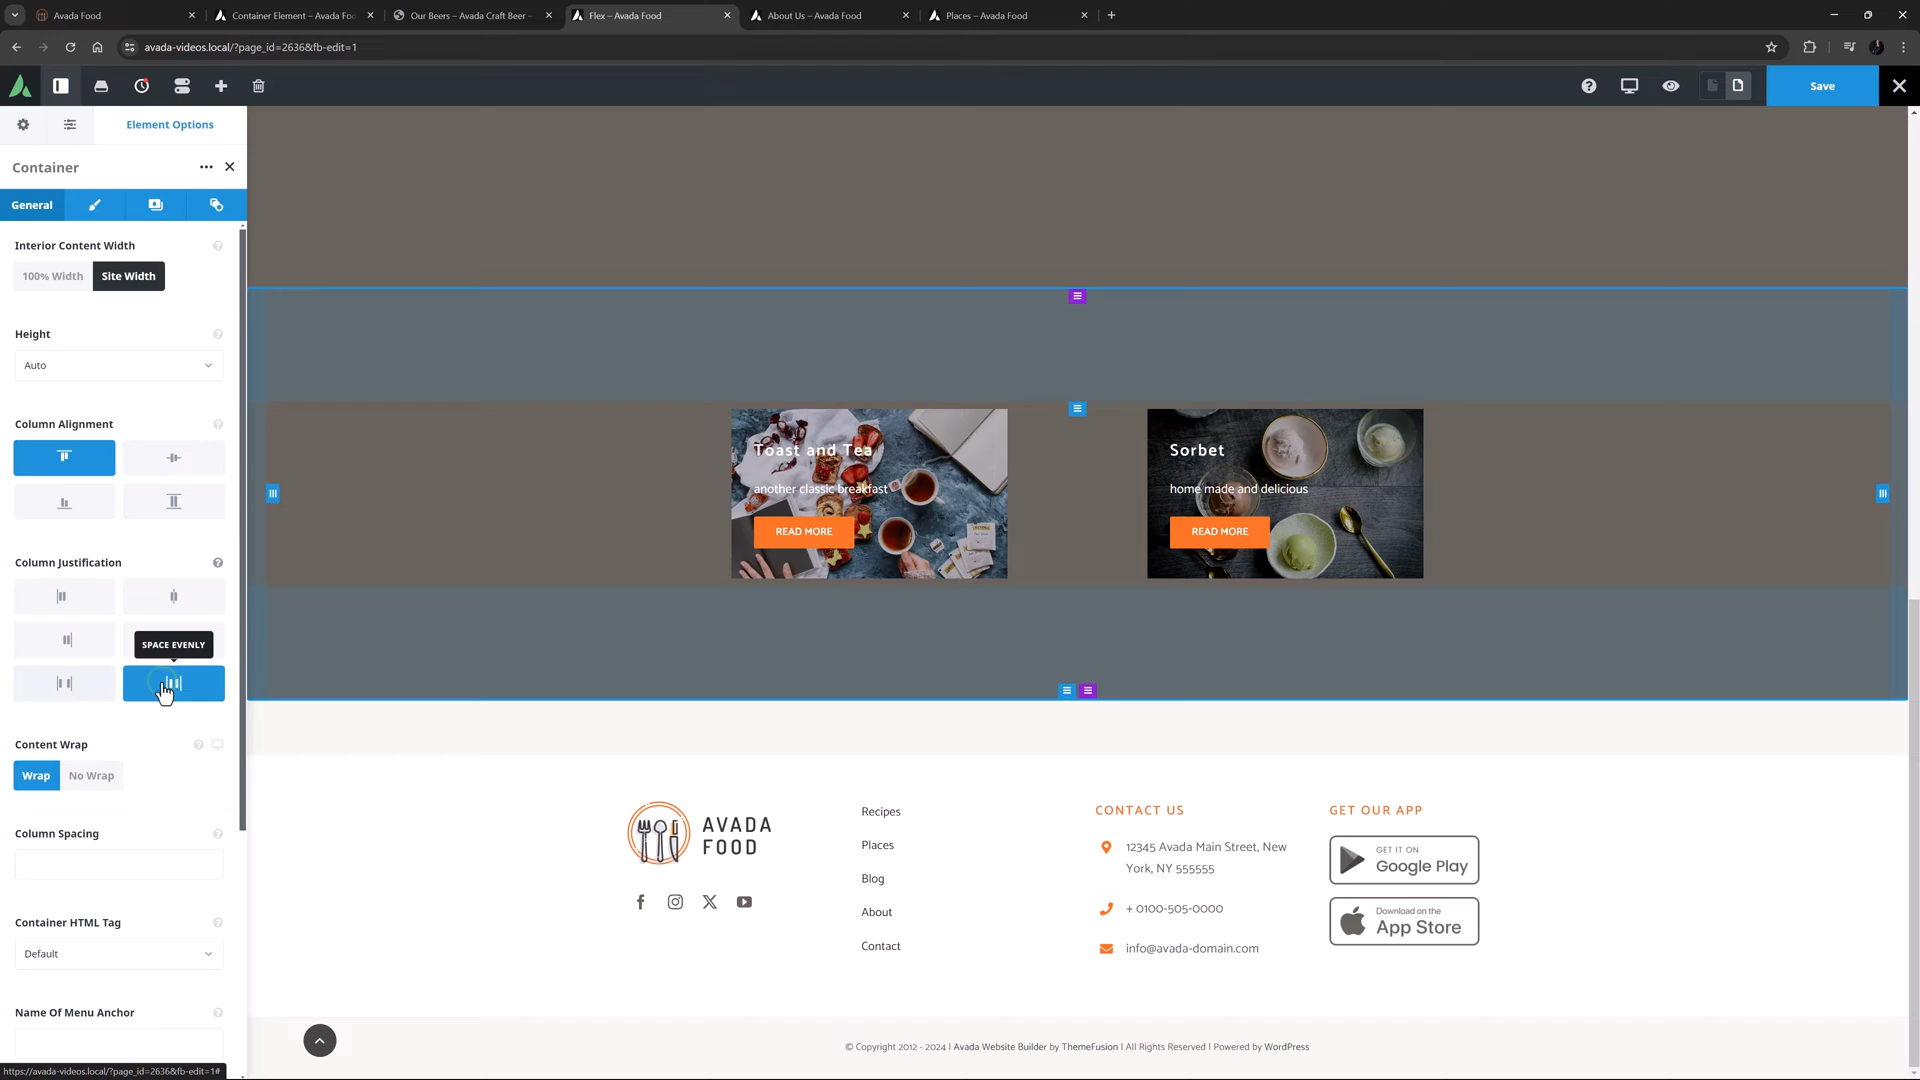 Avada Food
Container Element – Avada Foo
Our Beers – Avada Craft Beer –
Flex – Avada Food
About Us – Avada Food
Places – Avada Food
avada-videos.local/?page_id=2636&fb-edit=1
Save
Element Options
Container
General
Interior Content Width
100% Width
Site Width
Height
Auto
Column Alignment
Column Justification
SPACE EVENLY
Content Wrap
Wrap
No Wrap
Column Spacing
Container HTML Tag
Default
Name Of Menu Anchor
https://avada-videos.local/?page_id=2636&fb-edit=1#
Toast and Tea
another classic breakfast
READ MORE
Sorbet
home made and delicious
READ MORE
AVADA
FOOD
Recipes
Places
Blog
About
Contact
CONTACT US
12345 Avada Main Street, New
York, NY 555555
+ 0100-505-0000
info@avada-domain.com
GET OUR APP
GET IT ON
Google Play
Download on the
App Store
© Copyright 2012 - 2024 | Avada Website Builder by ThemeFusion | All Rights Reserved | Powered by WordPress